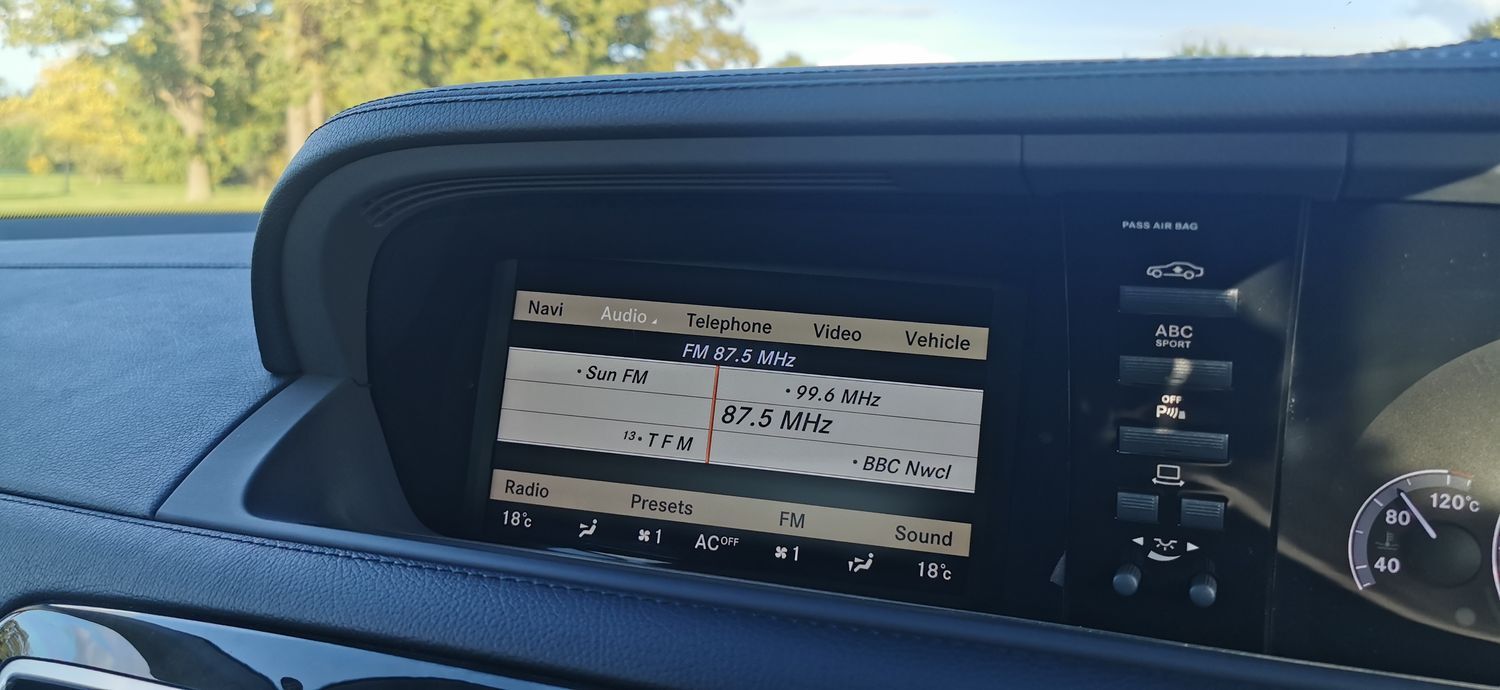 Navi Audio Telephone Video Vehicle
FM 87.5 MHz
• Sun FM
• 99.6 MHz
87.5 MHz
13• T F M
• BBC Nwcl
Radio Presets FM Sound
18°C 1 AC OFF 1 18°C
PASS AIR BAG
ABC
SPORT
OFF
P
120°C
80
40